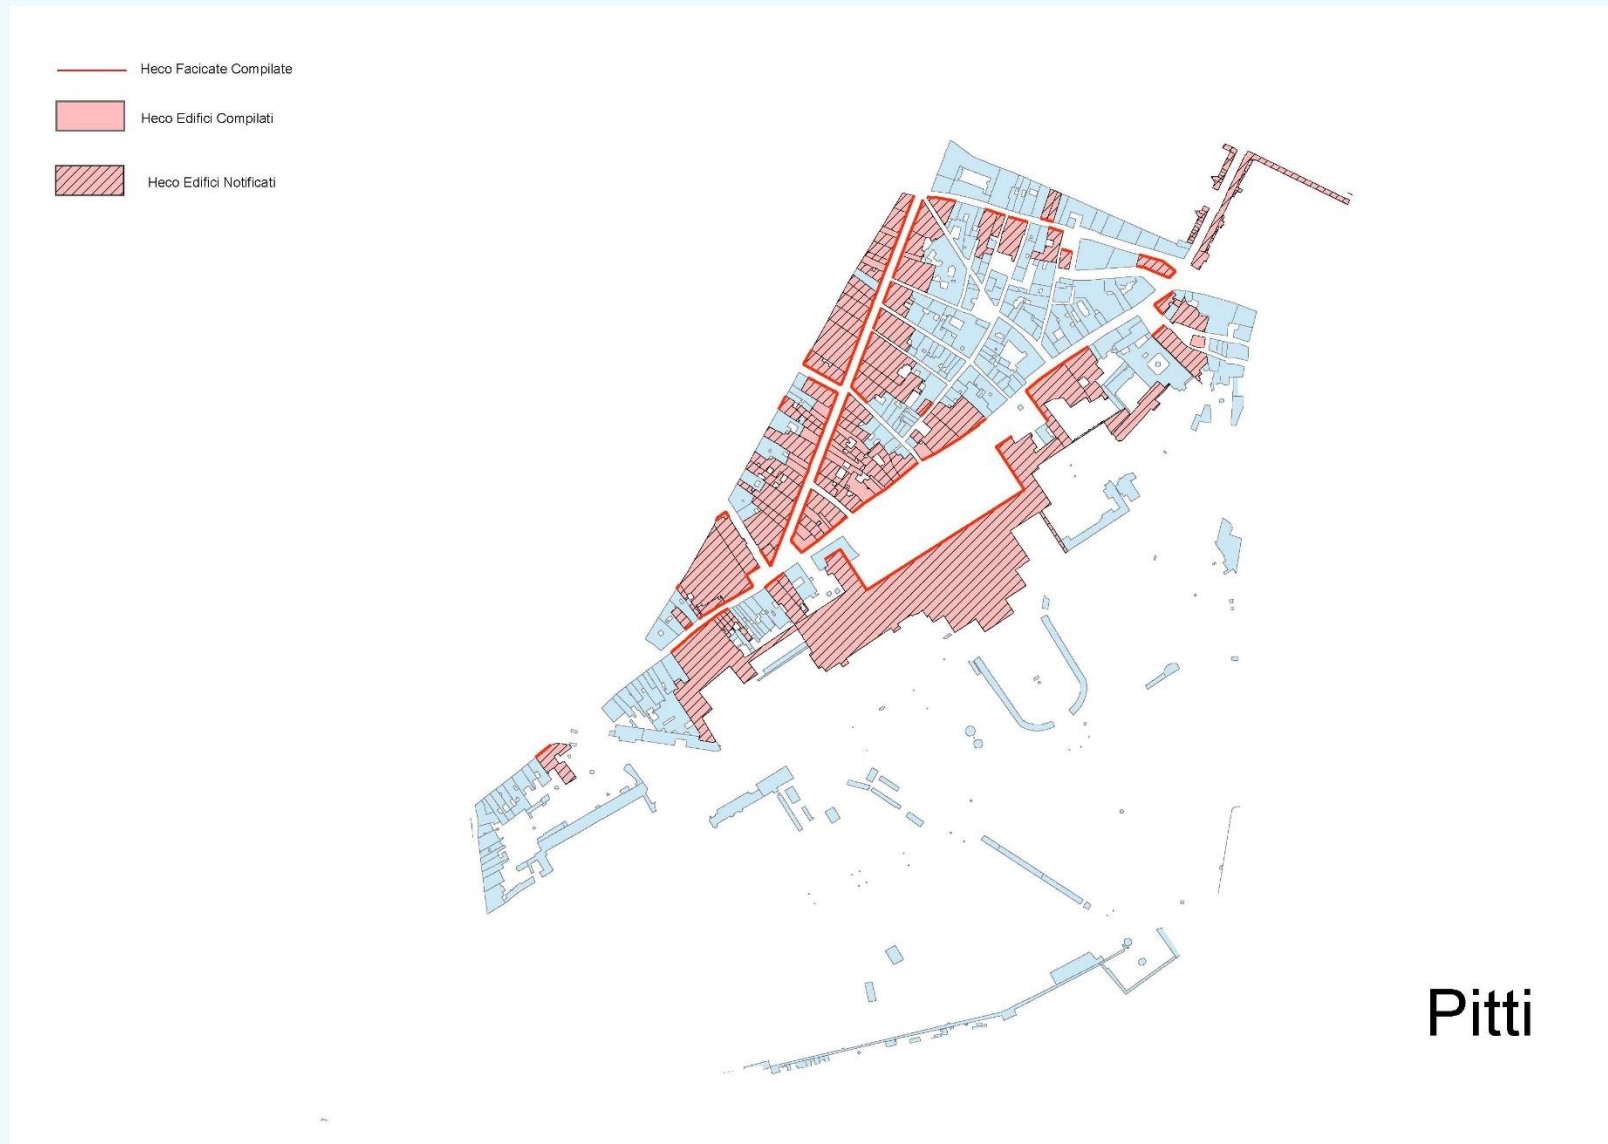 Heco Facicate Compilate
Heco Edifici Compilati
Heco Edifici Notificati
Pitti